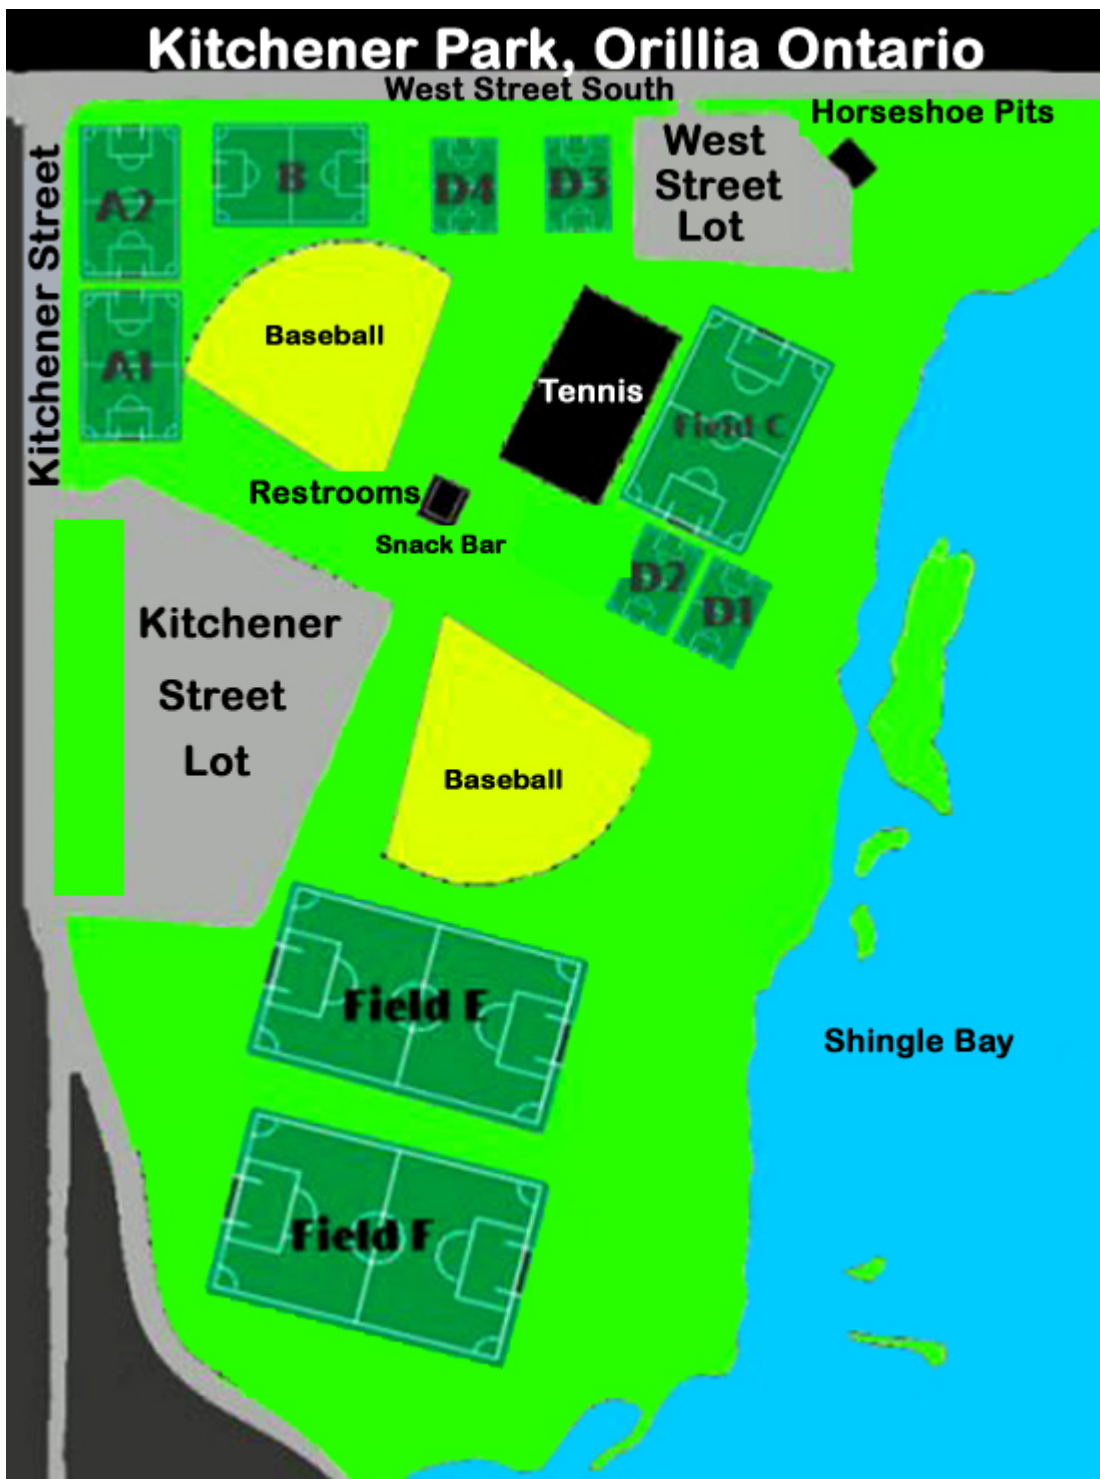 Kitchener Park, Orillia Ontario
West Street South
Horseshoe Pits
West
Street
Lot
Kitchener Street
A2
B
D4
D3
A1
Baseball
Tennis
Field C
Restrooms
Snack Bar
D2
D1
Kitchener
Street
Lot
Baseball
Field E
Shingle Bay
Field F